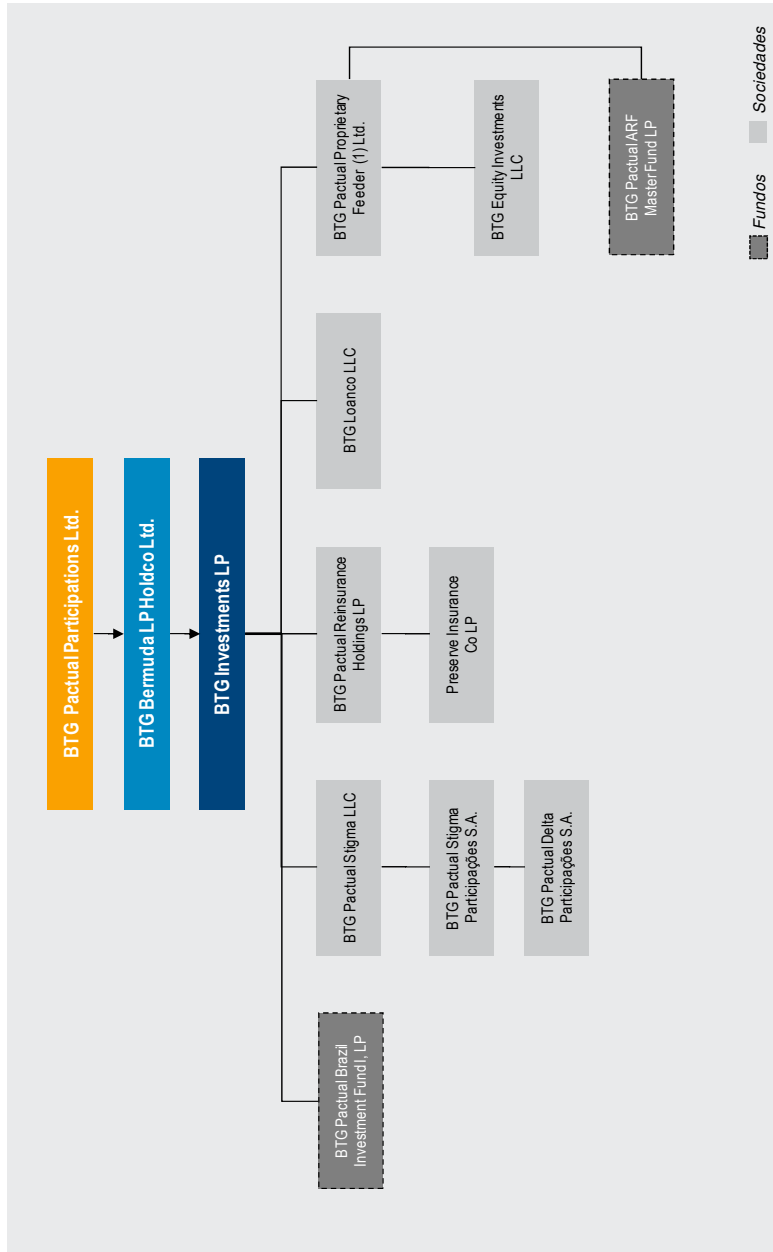 BTG Pactual Participations Ltd.
BTG Bermuda LP Holdco Ltd.
BTG Investments LP
BTG Pactual Brazil
Investment Fund I, LP
BTG Pactual Stigma LLC
BTG Pactual Reinsurance
Holdings LP
BTG Loanco LLC
BTG Pactual Proprietary
Feeder (1) Ltd.
BTG Pactual Stigma
Participações S.A.
Preserve Insurance
Co LP
BTG Equity Investments
LLC
BTG Pactual Delta
Participações S.A.
BTG Pactual ARF
Master Fund LP
Fundos
Sociedades